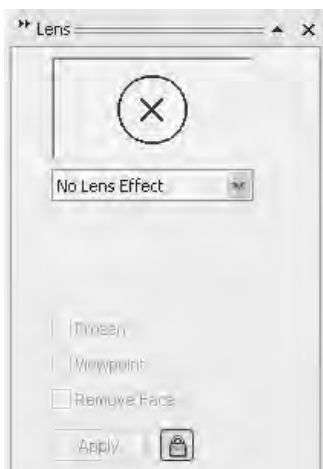 Lens
No Lens Effect
Frozen
Viewpoint
Remove Face
Apply